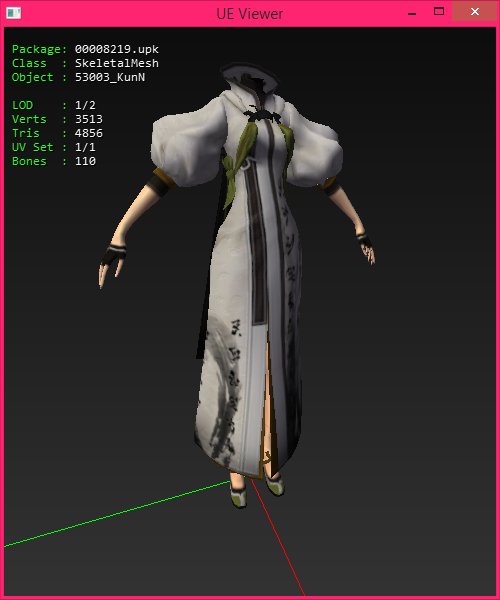 UE Viewer
Package: 00008219.upk
Class : SkeletalMesh
Object : 53003_KunN
LOD : 1/2
Verts : 3513
Tris : 4856
UV Set : 1/1
Bones : 110